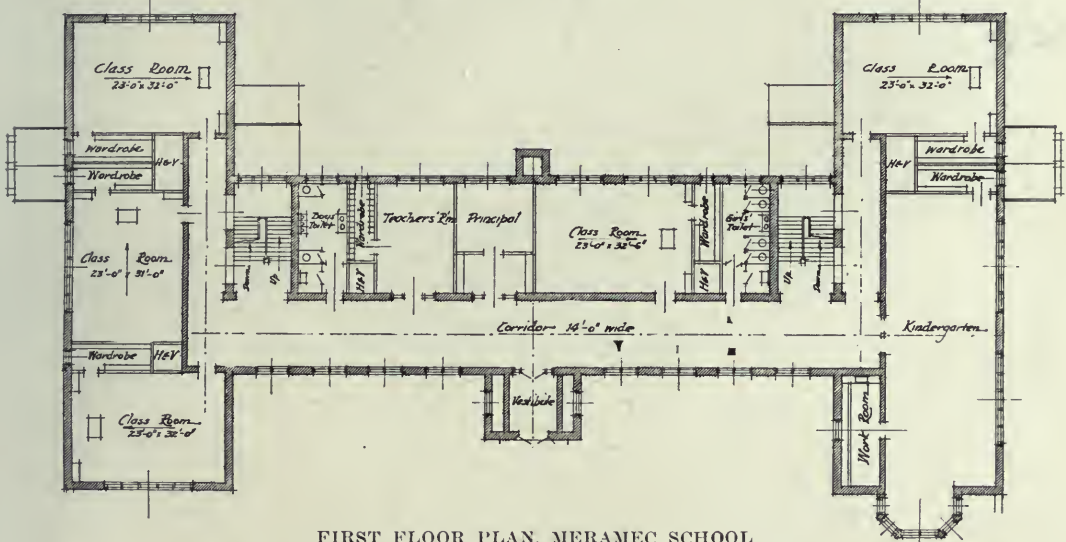 Class Room
23'-0" x 32'-0"
Class Room
23'-0" x 32'-0"
Wardrobe
H&V
Wardrobe
H&V
Wardrobe
Wardrobe
Boys' Toilet
Wardrobe
H&V
Teachers' Rm
Principal
Class Room
23'-0" x 32'-6"
Wardrobe
H&V
Girls' Toilet
Down
Up
Up
Down
Class Room
23'-0" x 31'-0"
Corridor 14'-0" wide
Kindergarten
Wardrobe
H&V
Class Room
23'-0" x 32'-0"
Vestibule
Work Room
FIRST FLOOR PLAN, MERAMEC SCHOOL